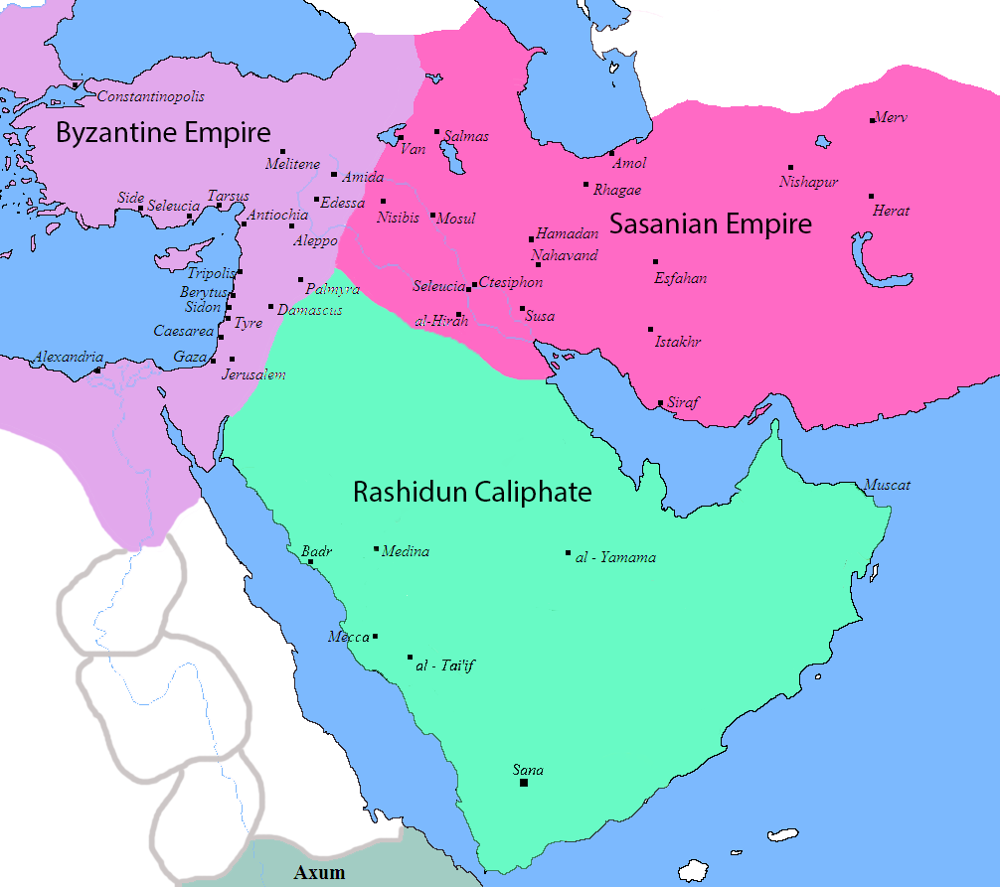 Constantinopolis
Merv
Byzantine Empire
Salmas
Van
Melitene
Amol
Amida
Nishapur
Rhagae
Side
Seleucia
Tarsus
Edessa
Antiochia
Nisibis
Mosul
Herat
Sasanian Empire
Aleppo
Hamadan
Nahavand
Tripolis
Esfahan
Seleucia
Ctesiphon
Palmyra
Berytus
Sidon
Damascus
Tyre
al-Hirah
Susa
Caesarea
Istakhr
Alexandria
Gaza
Jerusalem
Siraf
Rashidun Caliphate
Muscat
Badr
Medina
al - Yamama
Mecca
al - Tai'if
Sana
Axum